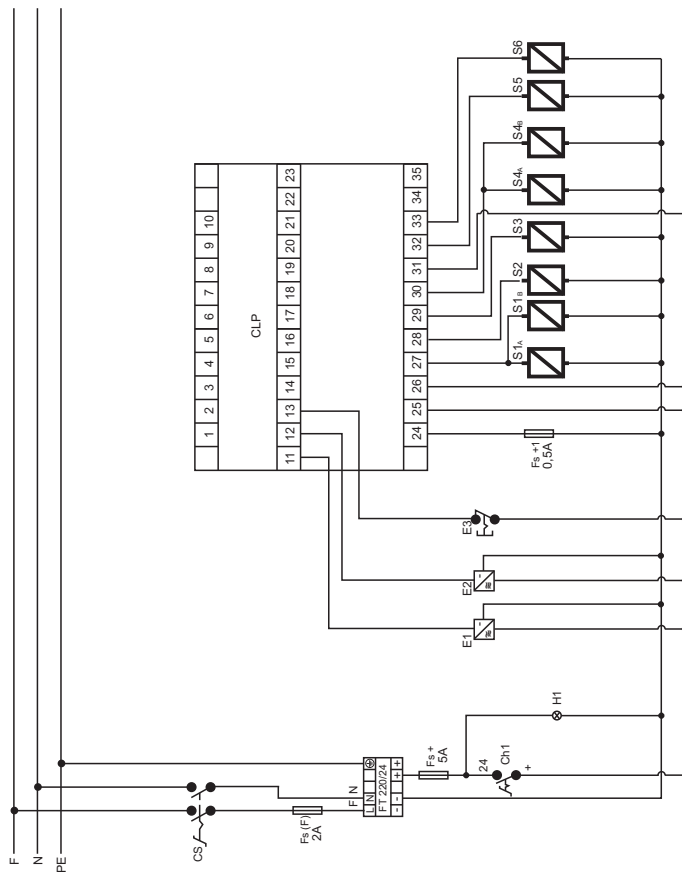 F
N
PE
CS
Fs (F)
2A
F N
L N
FT 220/24
- - + +
Fs +
5A
24
Ch1
+
H1
E1
-
E2
-
E3
CLP
1 2 3 4 5 6 7 8 9 10
11 12 13 14 15 16 17 18 19 20 21 22 23
24 25 26 27 28 29 30 31 32 33 34 35
Fs +1
0,5A
S1A
S1B
S2
S3
S4A
S4B
S5
S6